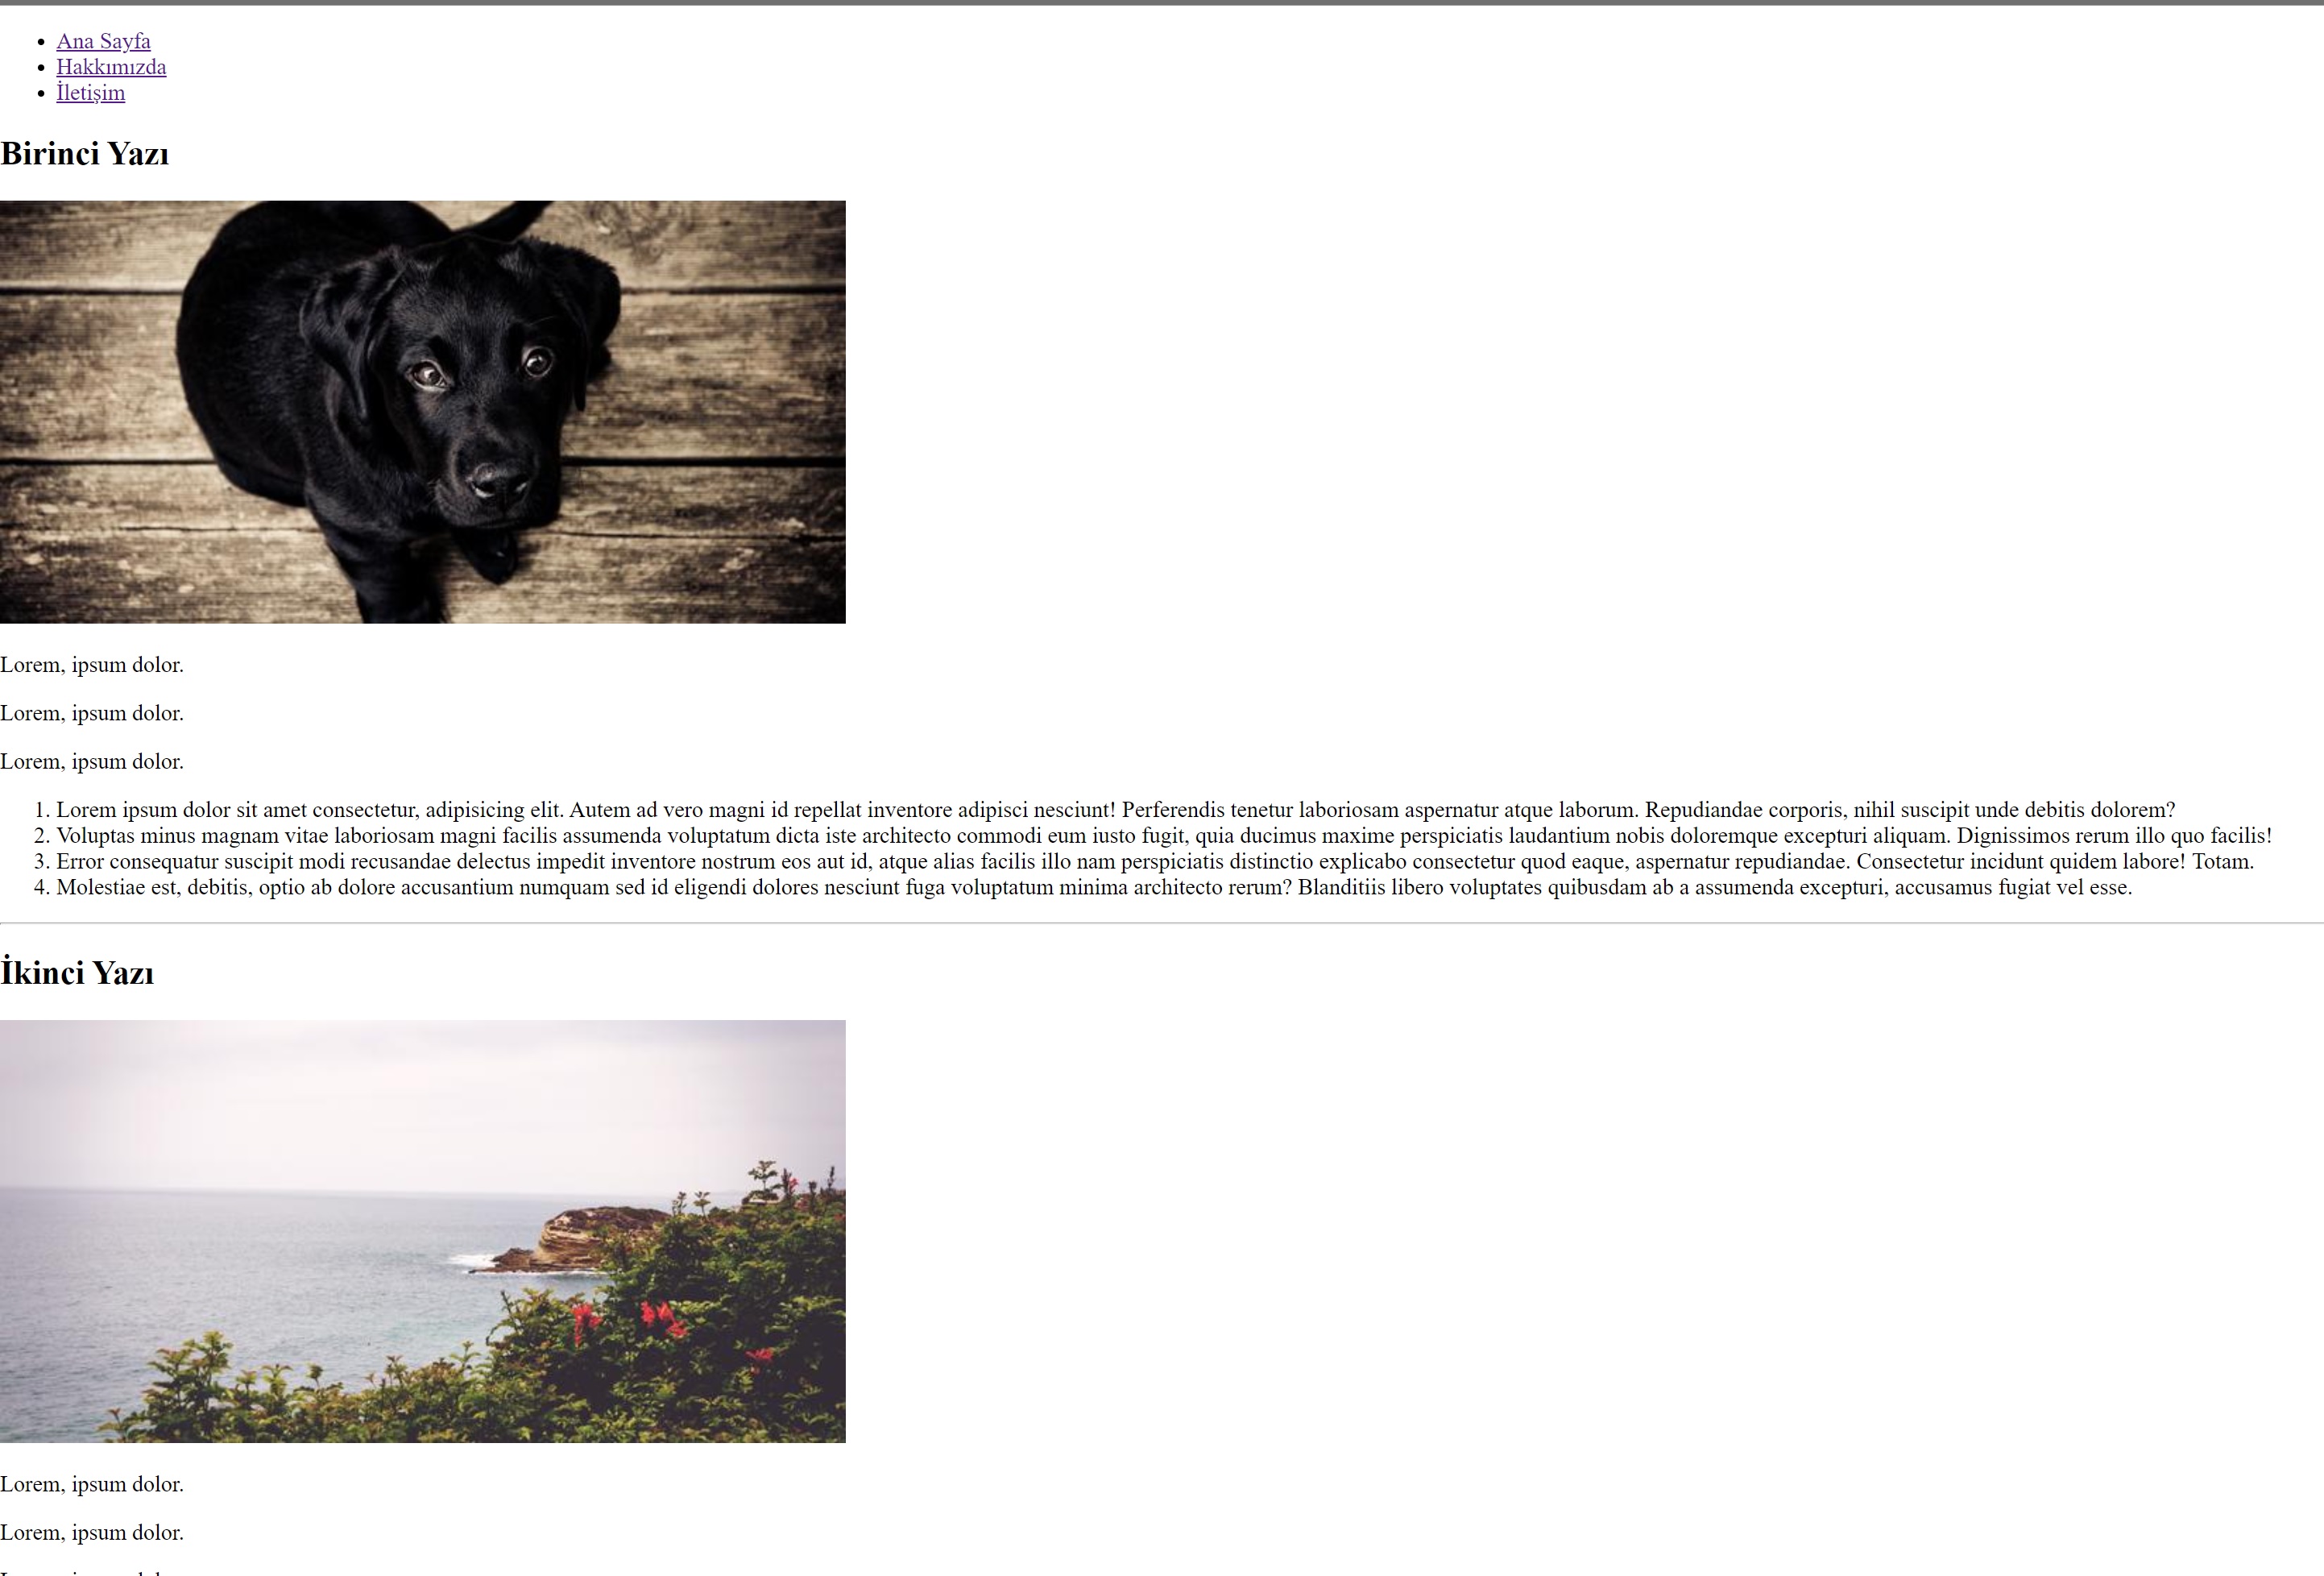 Ana Sayfa
Hakkımızda
İletişim
Birinci Yazı
Lorem, ipsum dolor.
Lorem, ipsum dolor.
Lorem, ipsum dolor.
1. Lorem ipsum dolor sit amet consectetur, adipisicing elit. Autem ad vero magni id repellat inventore adipisci nesciunt! Perferendis tenetur laboriosam aspernatur atque laborum. Repudiandae corporis, nihil suscipit unde debitis dolorem?
2. Voluptas minus magnam vitae laboriosam magni facilis assumenda voluptatum dicta iste architecto commodi eum iusto fugit, quia ducimus maxime perspiciatis laudantium nobis doloremque excepturi aliquam. Dignissimos rerum illo quo facilis!
3. Error consequatur suscipit modi recusandae delectus impedit inventore nostrum eos aut id, atque alias facilis illo nam perspiciatis distinctio explicabo consectetur quod eaque, aspernatur repudiandae. Consectetur incidunt quidem labore! Totam.
4. Molestiae est, debitis, optio ab dolore accusantium numquam sed id eligendi dolores nesciunt fuga voluptatum minima architecto rerum? Blanditiis libero voluptates quibusdam ab a assumenda excepturi, accusamus fugiat vel esse.
İkinci Yazı
Lorem, ipsum dolor.
Lorem, ipsum dolor.